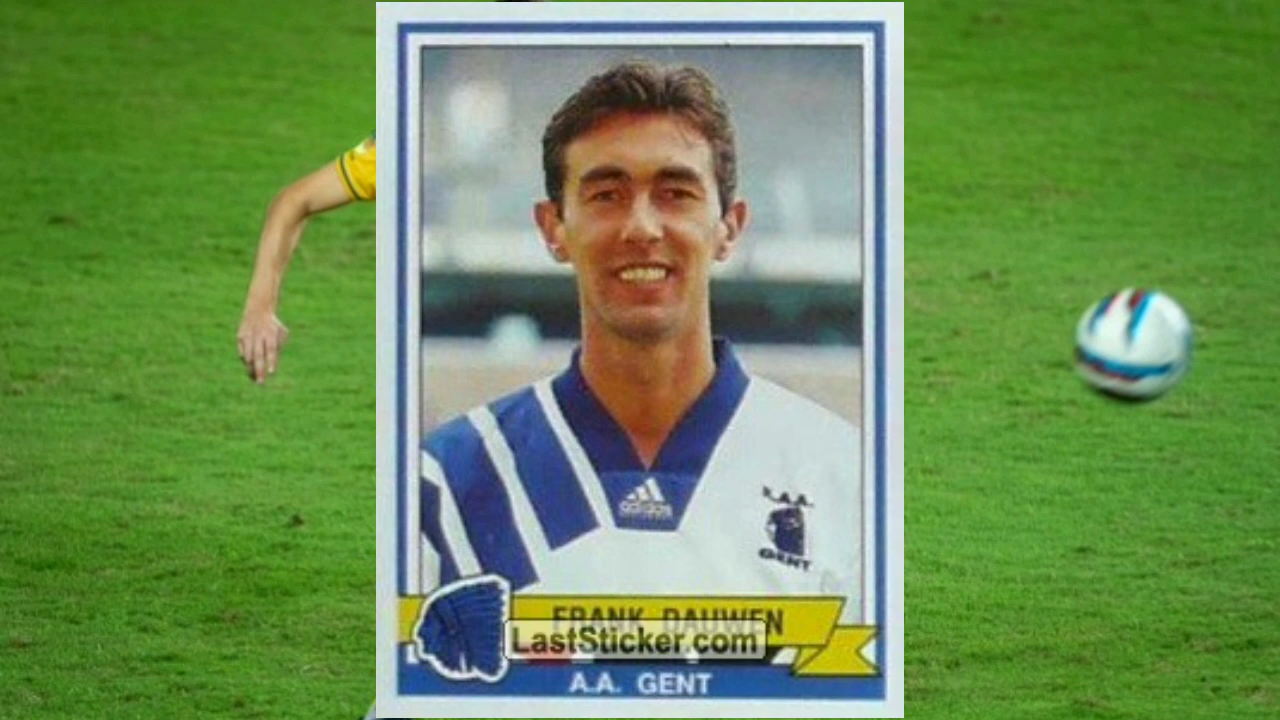 adidas
K.A.A.
GENT
FRANK DAUWEN
LastSticker.com
A.A. GENT